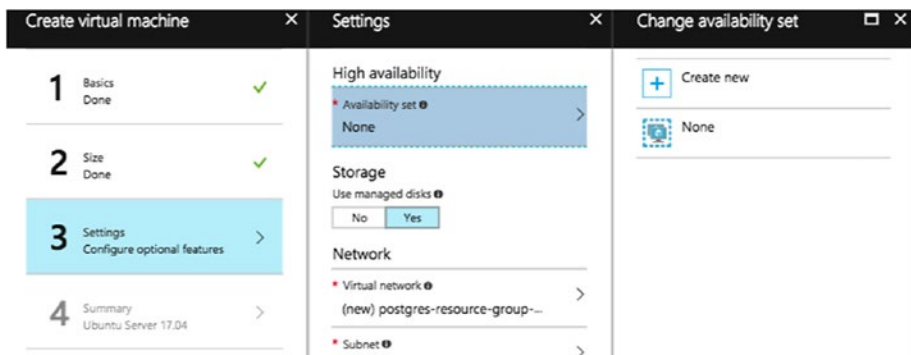 Create virtual machine
1
Basics
Done
2
Size
Done
3
Settings
Configure optional features
4
Summary
Ubuntu Server 17.04
Settings
High availability
* Availability set
None
Storage
Use managed disks
No Yes
Network
* Virtual network
(new) postgres-resource-group-...
* Subnet
Change availability set
Create new
None